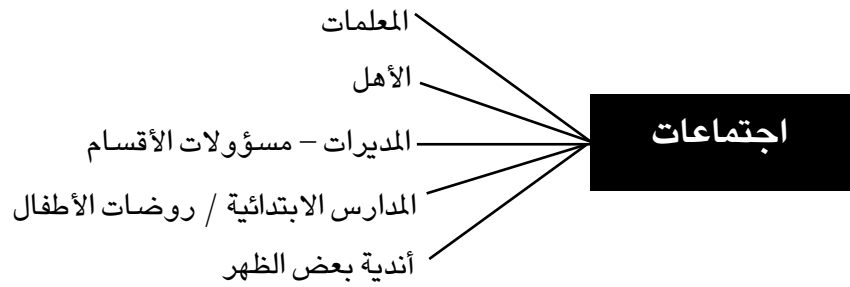 اجتماعات
المعلمات
الأهل
المديرات – مسؤولات الأقسام
المدارس الابتدائية / روضات الأطفال
أندية بعض الظهر